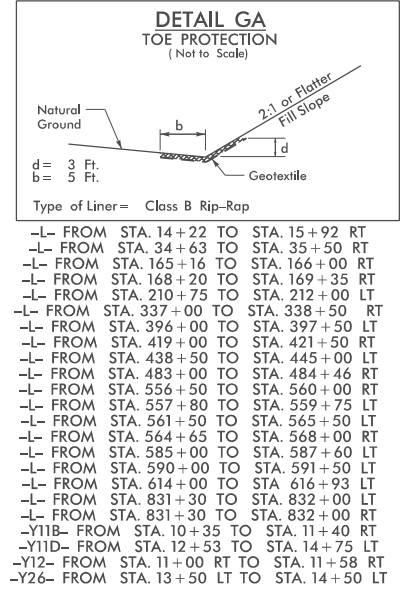 DETAIL GA
TOE PROTECTION
( Not to Scale)
Natural
Ground
b
2:1 or Flatter
Fill Slope
d
d= 3 Ft.
b= 5 Ft.
Geotextile
Type of Liner= Class B Rip-Rap
-L- FROM STA. 14+22 TO STA. 15+92 RT
-L- FROM STA. 34+63 TO STA. 35+50 RT
-L- FROM STA. 165+16 TO STA. 166+00 RT
-L- FROM STA. 168+20 TO STA. 169+35 RT
-L- FROM STA. 210+75 TO STA. 212+00 LT
-L- FROM STA. 337+00 TO STA. 338+50 RT
-L- FROM STA. 396+00 TO STA. 397+50 LT
-L- FROM STA. 419+00 TO STA. 421+50 RT
-L- FROM STA. 438+50 TO STA. 445+00 LT
-L- FROM STA. 483+00 TO STA. 484+46 RT
-L- FROM STA. 556+50 TO STA. 560+00 RT
-L- FROM STA. 557+80 TO STA. 559+75 LT
-L- FROM STA. 561+50 TO STA. 565+50 LT
-L- FROM STA. 564+65 TO STA. 568+00 RT
-L- FROM STA. 585+00 TO STA. 587+60 LT
-L- FROM STA. 590+00 TO STA. 591+50 LT
-L- FROM STA. 614+00 TO STA 616+93 LT
-L- FROM STA. 831+30 TO STA. 832+00 LT
-L- FROM STA. 831+30 TO STA. 832+00 RT
-Y11B- FROM STA. 10+35 TO STA. 11+40 RT
-Y11D- FROM STA. 12+53 TO STA. 14+75 LT
-Y12- FROM STA. 11+00 RT TO STA. 11+58 RT
-Y26- FROM STA. 13+50 LT TO STA. 14+50 LT